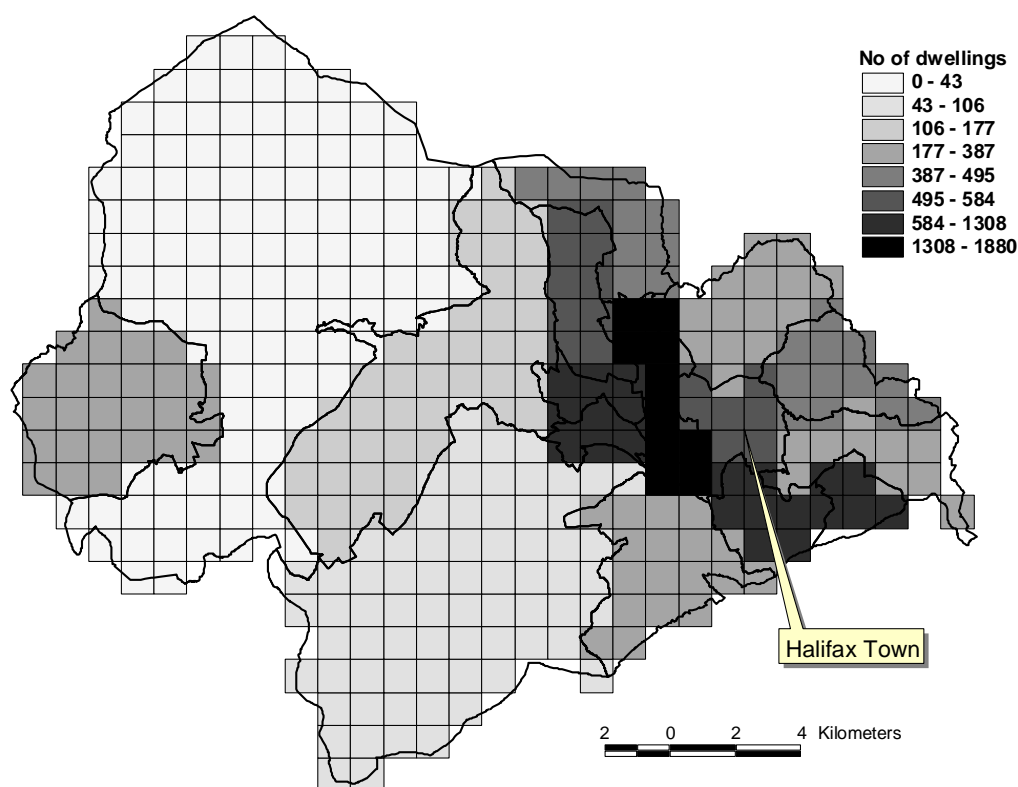 No of dwellings
0 - 43
43 - 106
106 - 177
177 - 387
387 - 495
495 - 584
584 - 1308
1308 - 1880
Halifax Town
2 0 2 4 Kilometers